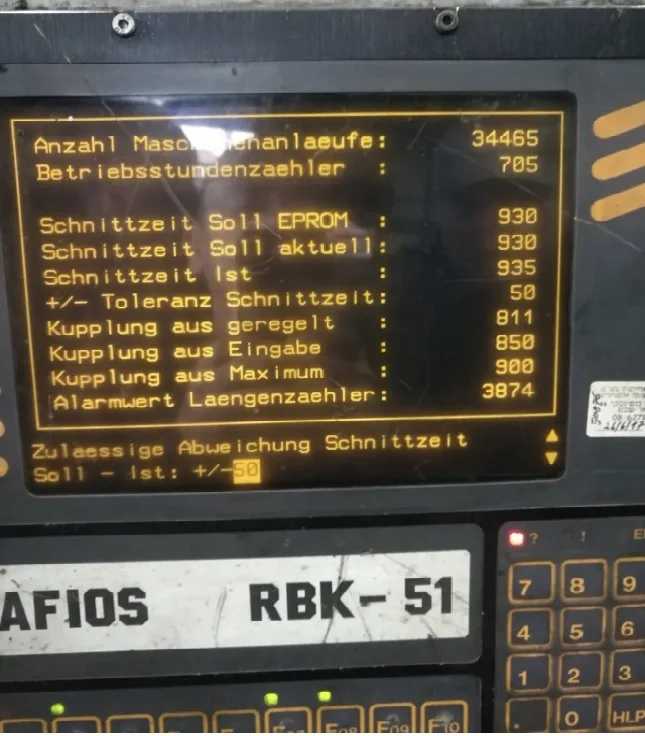 Anzahl Maschinenanlaeufe: 34465
Betriebsstundenzaehler : 705
Schnittzeit Soll EPROM : 930
Schnittzeit Soll aktuell: 930
Schnittzeit Ist : 935
+/- Toleranz Schnittzeit: 50
Kupplung aus geregelt : 811
Kupplung aus Eingabe : 850
Kupplung aus Maximum : 900
Alarmwert Laengenzaehler: 3874
Zulaessige Abweichung Schnittzeit
Soll - Ist: +/-50
AFIOS RBK-51
? !
7 8 9
4 5 6
1 2 3
. 0 HLP
F08 F09 F10